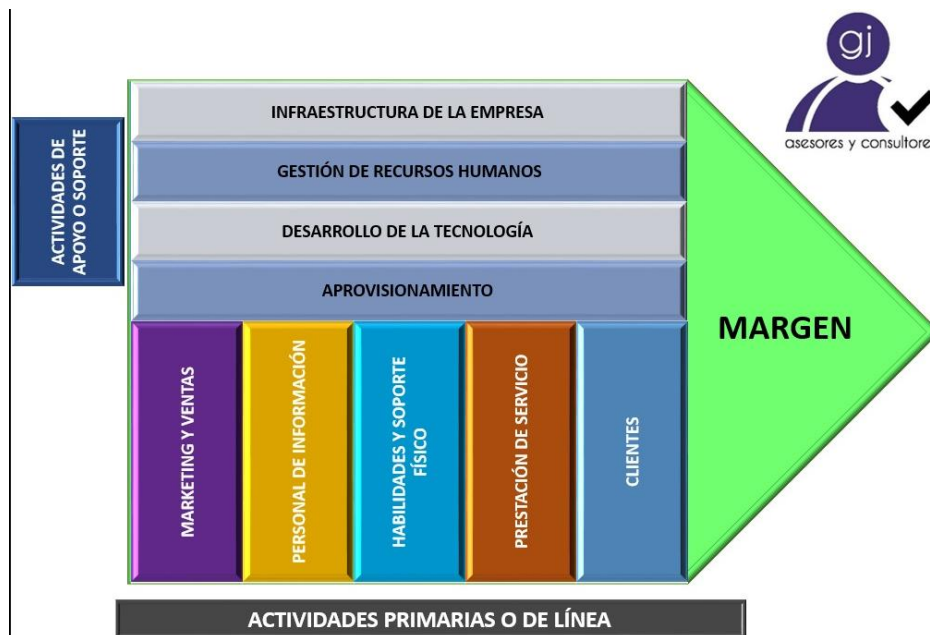 gj
asesores y consultore
INFRAESTRUCTURA DE LA EMPRESA
ACTIVIDADES DE
APOYO O SOPORTE
GESTIÓN DE RECURSOS HUMANOS
DESARROLLO DE LA TECNOLOGÍA
APROVISIONAMIENTO
MARGEN
MARKETING Y VENTAS
PERSONAL DE INFORMACIÓN
HABILIDADES Y SOPORTE
FÍSICO
PRESTACIÓN DE SERVICIO
CLIENTES
ACTIVIDADES PRIMARIAS O DE LÍNEA